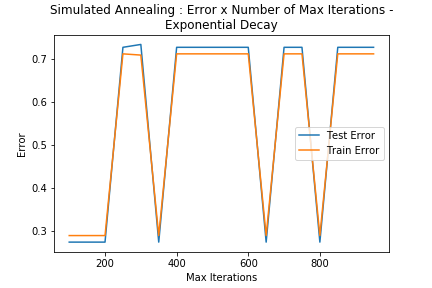 Simulated Annealing : Error x Number of Max Iterations -
Exponential Decay
0.7
0.6
0.5
0.4
0.3
Error
Test Error
Train Error
200
400
600
800
Max Iterations